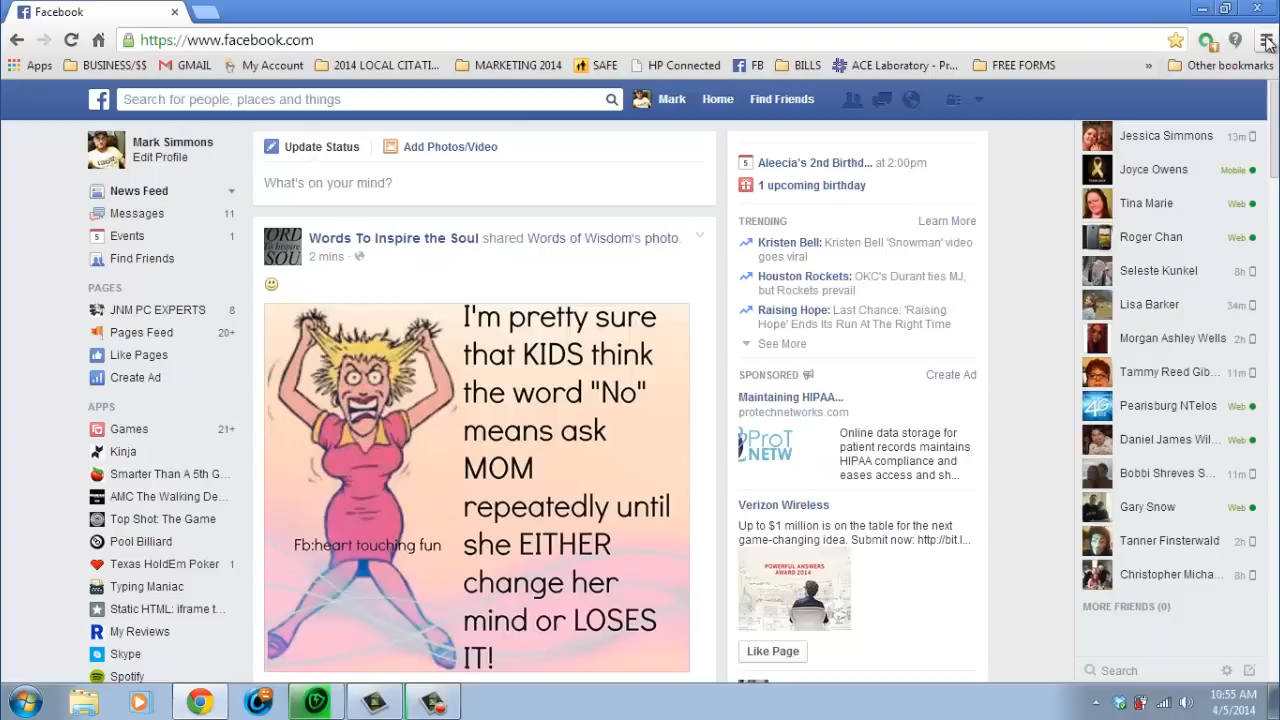 Facebook
https://www.facebook.com
Apps
BUSINESS/$$
GMAIL
My Account
2014 LOCAL CITATI...
MARKETING 2014
SAFE
HP Connected
FB
BILLS
ACE Laboratory - Pr...
FREE FORMS
»
Other bookmarks
Search for people, places and things
Mark
Home
Find Friends
Mark Simmons
Edit Profile
News Feed
Messages 11
5 Events 1
Find Friends
PAGES
JNM PC EXPERTS 8
Pages Feed 20+
Like Pages
Create Ad
APPS
Games 21+
Kinja
Smarter Than A 5th G...
AMC The Walking De...
Top Shot: The Game
Pool Billiard
Texas HoldEm Poker 1
Typing Maniac
Static HTML: iframe t...
My Reviews
Skype
Spotify
Update Status
Add Photos/Video
What's on your mind?
WORD
To Inspire the
SOUL
Words To Inspire the Soul shared Words of Wisdom's photo.
2 mins ·
I'm pretty sure
that KIDS think
the word "No"
means ask
MOM
repeatedly until
she EITHER
change her
mind or LOSES
IT!
Fb:heart touching fun
5 Aleecia's 2nd Birthd... at 2:00pm
1 upcoming birthday
TRENDING
Learn More
Kristen Bell: Kristen Bell 'Snowman' video
goes viral
Houston Rockets: OKC's Durant ties MJ,
but Rockets prevail
Raising Hope: Last Chance: 'Raising
Hope' Ends Its Run At The Right Time
See More
SPONSORED
Create Ad
Maintaining HIPAA...
protechnetworks.com
ProT
NETW
Online data storage for
patient records maintains
HIPAA compliance and
eases access and sh...
Verizon Wireless
Up to $1 million is on the table for the next
game-changing idea. Submit now: http://bit.l...
POWERFUL ANSWERS
AWARD 2014
Like Page
Jessica Simmons 13m
Joyce Owens Mobile
Tina Marie Web
Roger Chan Web
Seleste Kunkel 8h
Lisa Barker 34m
Morgan Ashley Wells 2h
Tammy Reed Gib... 11m
4G
Pearisburg NTelos Web
Daniel James Wil... Web
Bobbi Shreves S... 11m
Gary Snow Web
Tanner Finsterwald 2h
Christopher Micha... 8h
MORE FRIENDS (0)
Search
10:55 AM
4/5/2014